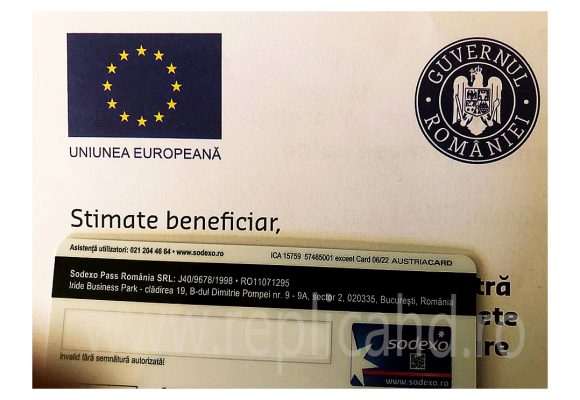 GUVERNUL ROMÂNIEI
UNIUNEA EUROPEANĂ
Stimate beneficiar,
Asistență utilizatori: 021 204 46 64 • www.sodexo.ro
ICA 15759 57485001 exceet Card 06/22 AUSTRIACARD
Sodexo Pass România SRL: J40/9678/1998 • RO11071295
Iride Business Park - clădirea 19, B-dul Dimitrie Pompei nr. 9 - 9A, sector 2, 020335, București, România
tră
ate
are
www.replicahd.ro
sodexo
Invalid fără semnătură autorizată!
www.sodexo.ro